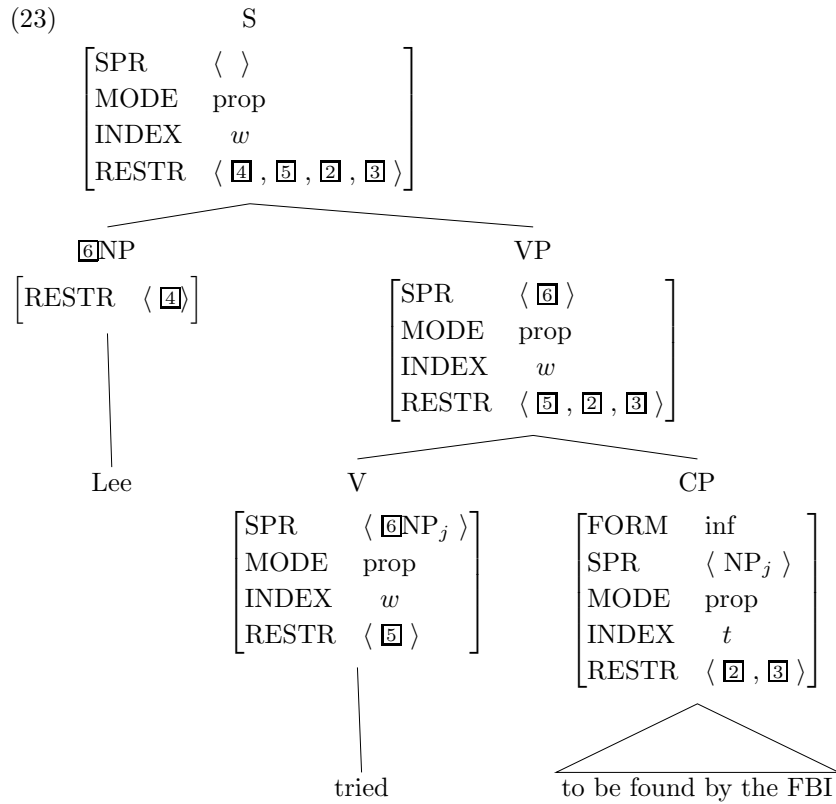 (23) S
[SPR ⟨ ⟩
MODE prop
INDEX w
RESTR ⟨ 4 , 5 , 2 , 3 ⟩]
6NP VP
[RESTR ⟨ 4⟩] [SPR ⟨ 6 ⟩
MODE prop
INDEX w
RESTR ⟨ 5 , 2 , 3 ⟩]
Lee V CP
[SPR ⟨ 6NP_j ⟩
MODE prop
INDEX w
RESTR ⟨ 5 ⟩]
[FORM inf
SPR ⟨ NP_j ⟩
MODE prop
INDEX t
RESTR ⟨ 2 , 3 ⟩]
tried to be found by the FBI